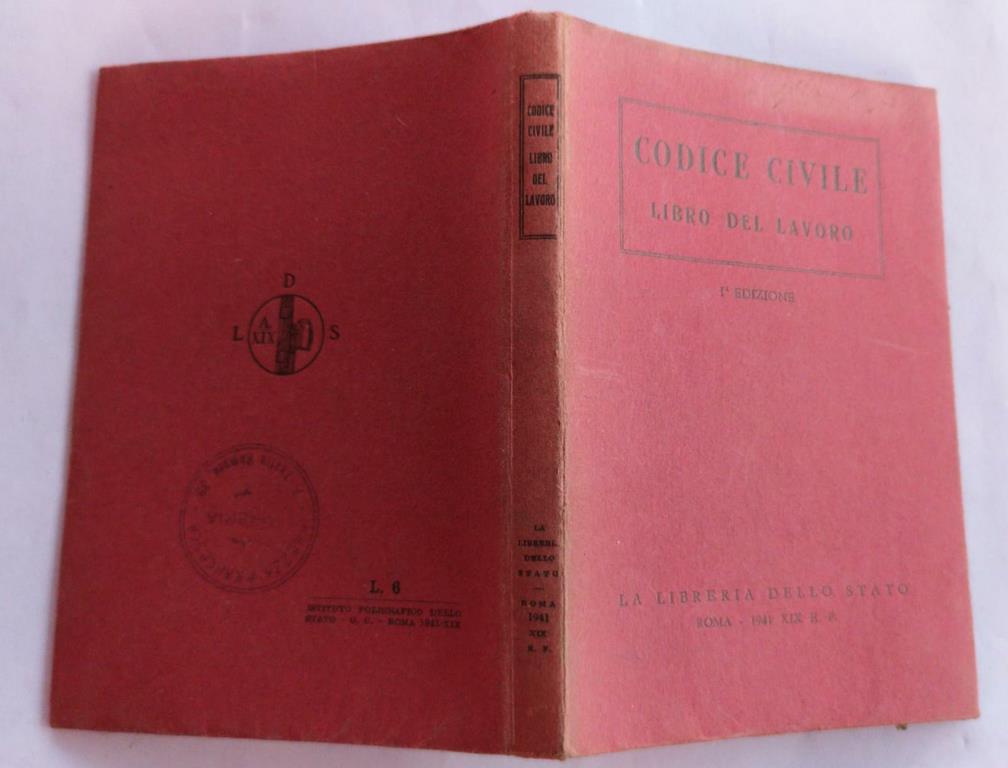 CODICE CIVILE
LIBRO DEL LAVORO
1ª EDIZIONE
LA LIBRERIA DELLO STATO
ROMA - 1941 XIX E. F.
CODICE
CIVILE
LIBRO
DEL
LAVORO
LA
LIBRERIA
DELLO
STATO
ROMA
1941
XIX
E. F.
D
L
A.
XIX
S
L. 6
ISTITUTO POLIGRAFICO DELLO
STATO - G. C. - ROMA 1941-XIX